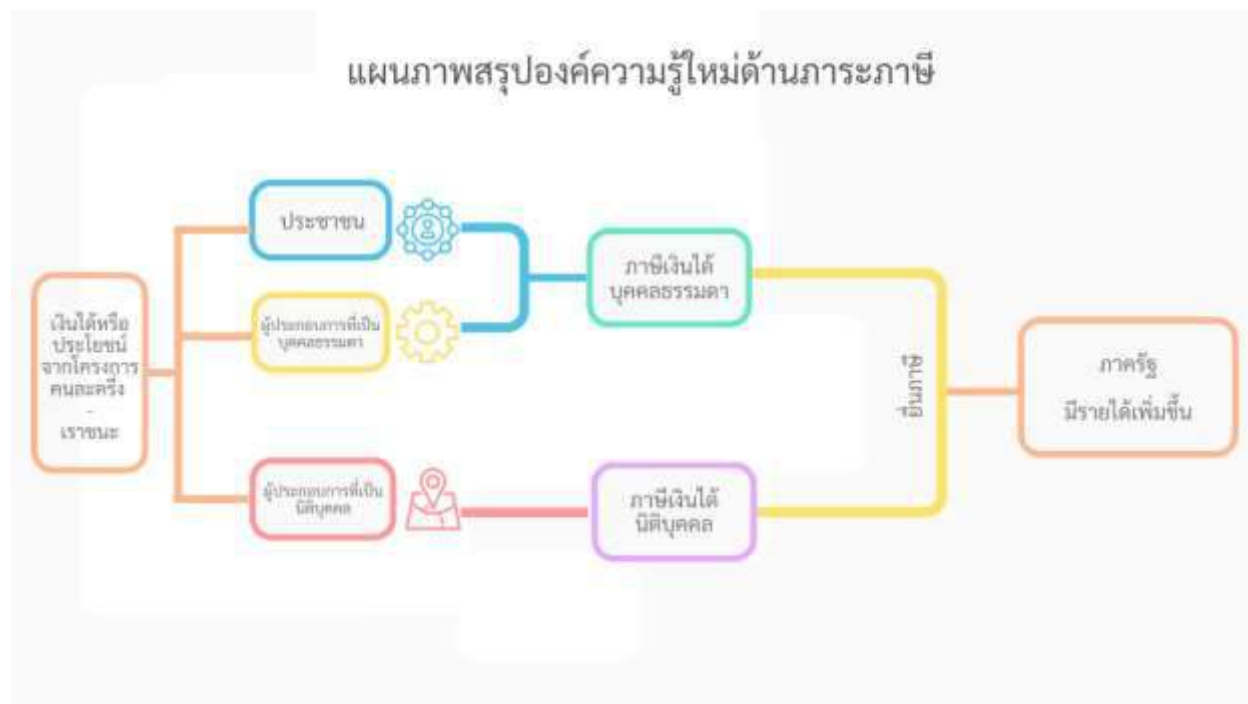 แผนภาพสรุปองค์ความรู้ใหม่ด้านภาระภาษี
เงินได้หรือ
ประโยชน์
จากโครงการ
คนละครึ่ง
-
เราชนะ
ประชาชน
ผู้ประกอบการที่เป็น
บุคคลธรรมดา
ผู้ประกอบการที่เป็น
นิติบุคคล
ภาษีเงินได้
บุคคลธรรมดา
ภาษีเงินได้
นิติบุคคล
ยื่นภาษี
ภาครัฐ
มีรายได้เพิ่มขึ้น